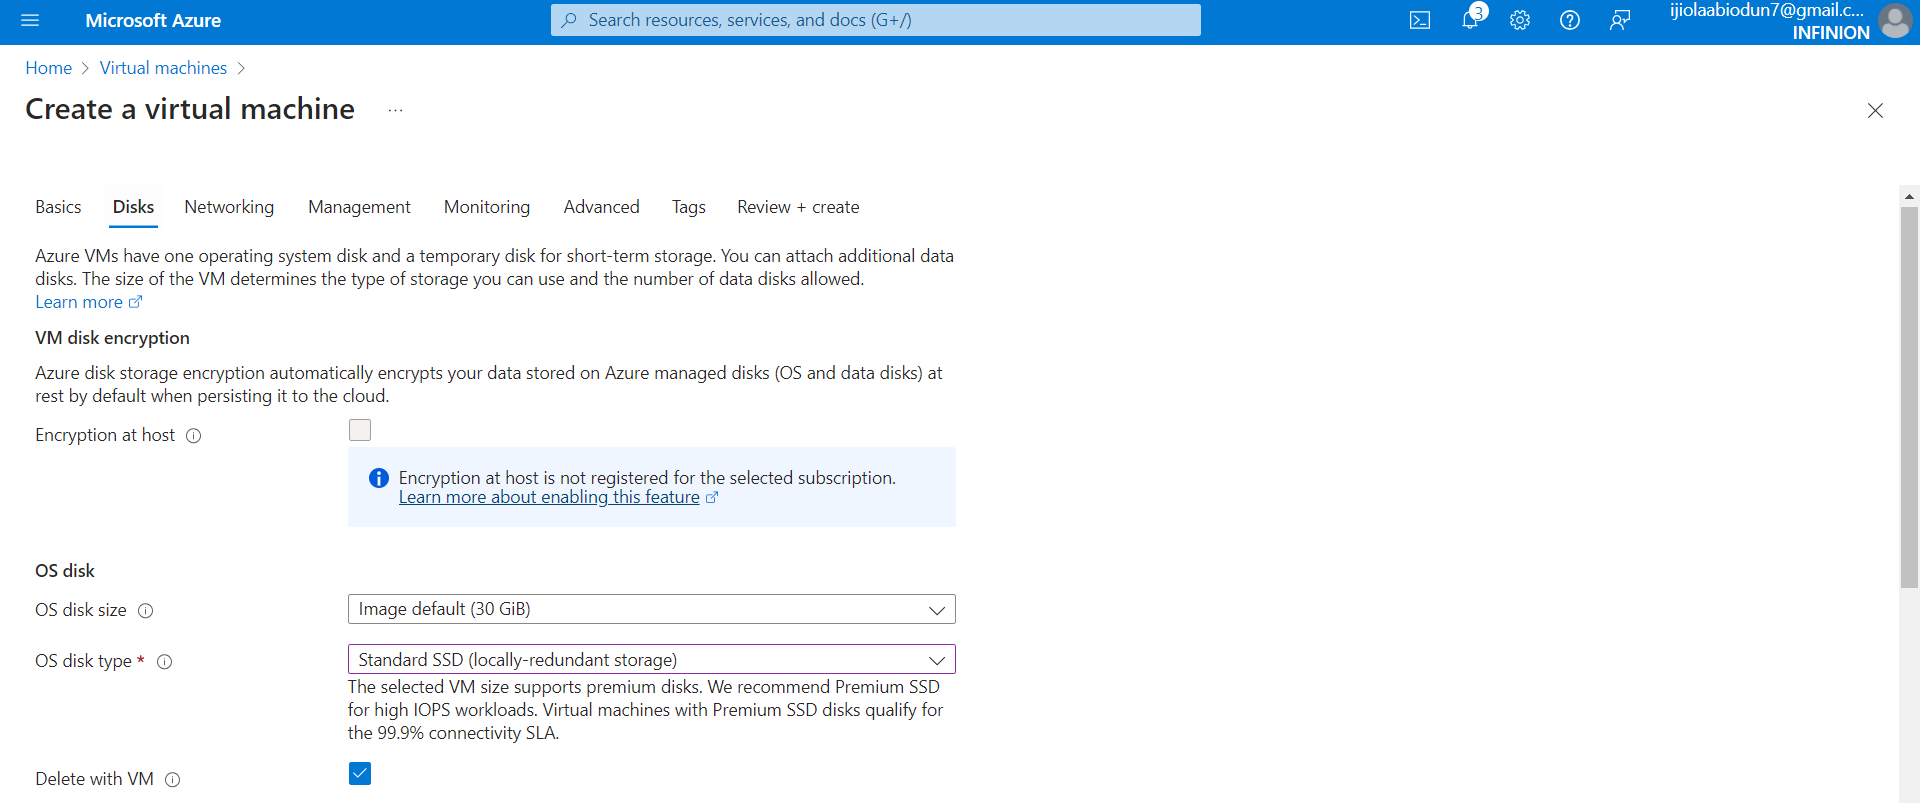 Microsoft Azure
Search resources, services, and docs (G+/)
3
ijiolaabiodun7@gmail.c...
INFINION
Home > Virtual machines >
Create a virtual machine ...
Basics Disks Networking Management Monitoring Advanced Tags Review + create
Azure VMs have one operating system disk and a temporary disk for short-term storage. You can attach additional data
disks. The size of the VM determines the type of storage you can use and the number of data disks allowed.
Learn more
VM disk encryption
Azure disk storage encryption automatically encrypts your data stored on Azure managed disks (OS and data disks) at
rest by default when persisting it to the cloud.
Encryption at host
Encryption at host is not registered for the selected subscription.
Learn more about enabling this feature
OS disk
OS disk size Image default (30 GiB)
OS disk type * Standard SSD (locally-redundant storage)
The selected VM size supports premium disks. We recommend Premium SSD
for high IOPS workloads. Virtual machines with Premium SSD disks qualify for
the 99.9% connectivity SLA.
Delete with VM